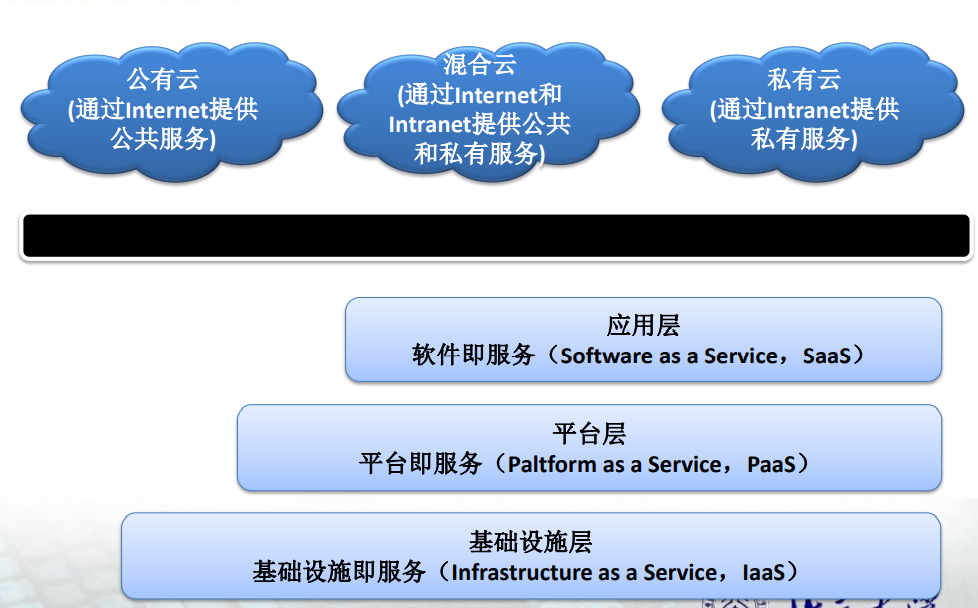 公有云
(通过Internet提供
公共服务)
混合云
(通过Internet和
Intranet提供公共
和私有服务)
私有云
(通过Intranet提供
私有服务)
应用层
软件即服务（Software as a Service，SaaS）
平台层
平台即服务（Paltform as a Service，PaaS）
基础设施层
基础设施即服务（Infrastructure as a Service，IaaS）